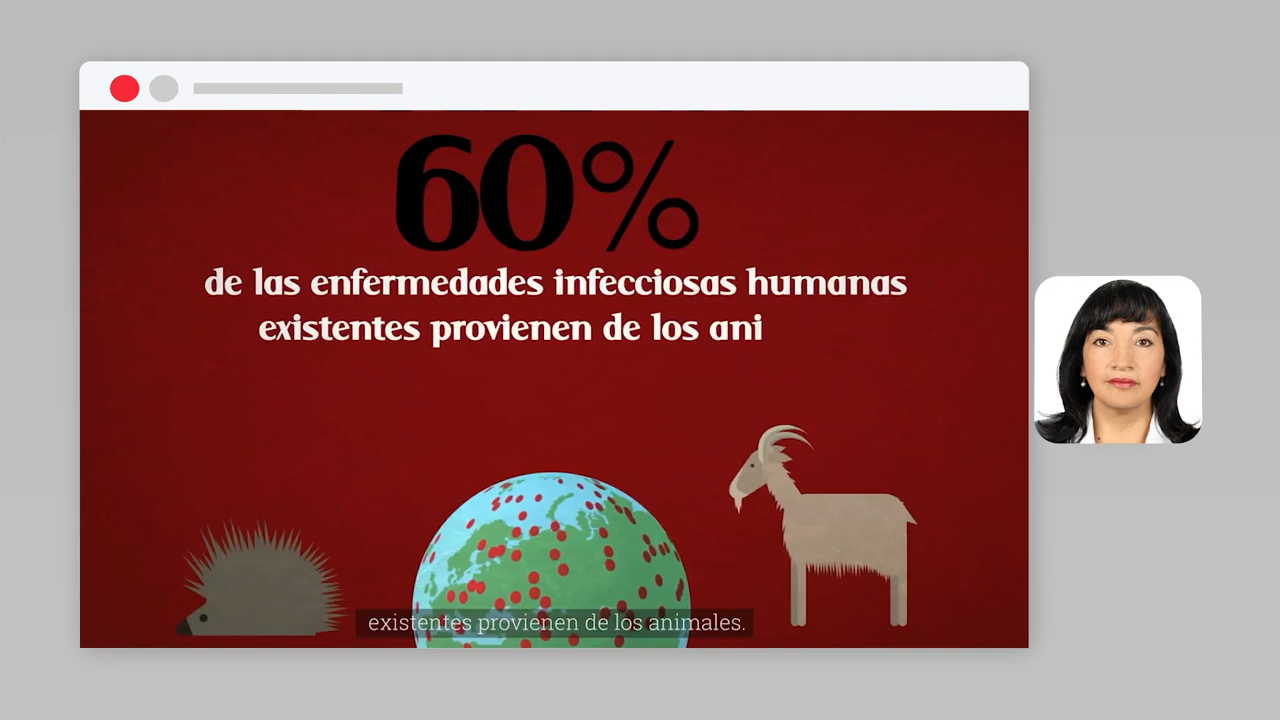 60%
de las enfermedades infecciosas humanas
existentes provienen de los ani
existentes provienen de los animales.